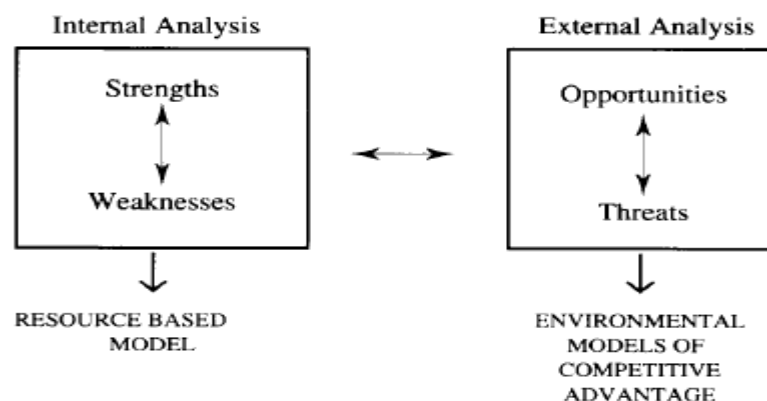 Internal Analysis
Strengths
Weaknesses
RESOURCE BASED
MODEL
External Analysis
Opportunities
Threats
ENVIRONMENTAL
MODELS OF
COMPETITIVE
ADVANTAGE